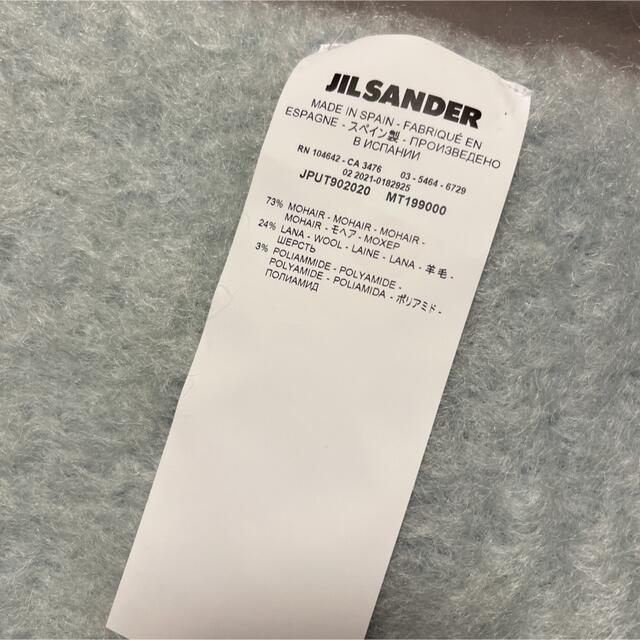 JIL SANDER
MADE IN SPAIN - FABRIQUÉ EN
ESPAGNE - スペイン製 - ПРОИЗВЕДЕНО
В ИСПАНИИ
RN 104642 - CA 3476 03 - 5464 - 6729
02 2021-0182925
JPUT902020 MT199000
73% MOHAIR - MOHAIR - MOHAIR -
MOHAIR - モヘア - МОХЕР
24% LANA - WOOL - LAINE - LANA - 羊毛 -
ШЕРСТЬ
3% POLIAMMIDE - POLYAMIDE -
POLYAMIDE - POLIAMIDA - ポリアミド -
ПОЛИАМИД